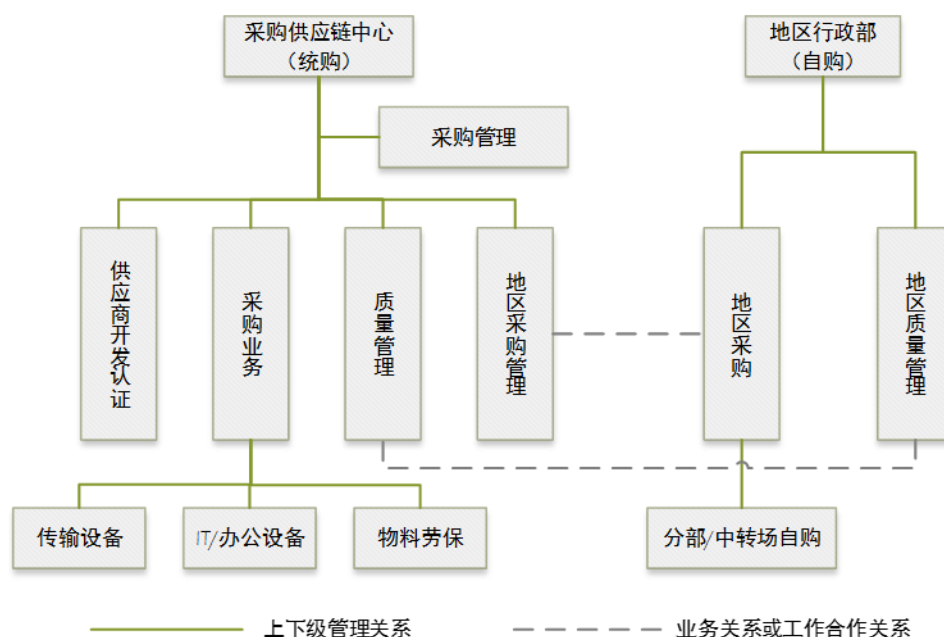 采购供应链中心
（统购）
地区行政部
（自购）
采购管理
供应商开发认证
采购业务
质量管理
地区采购管理
地区采购
地区质量管理
传输设备
IT/办公设备
物料劳保
分部/中转场自购
上下级管理关系
业务关系或工作合作关系